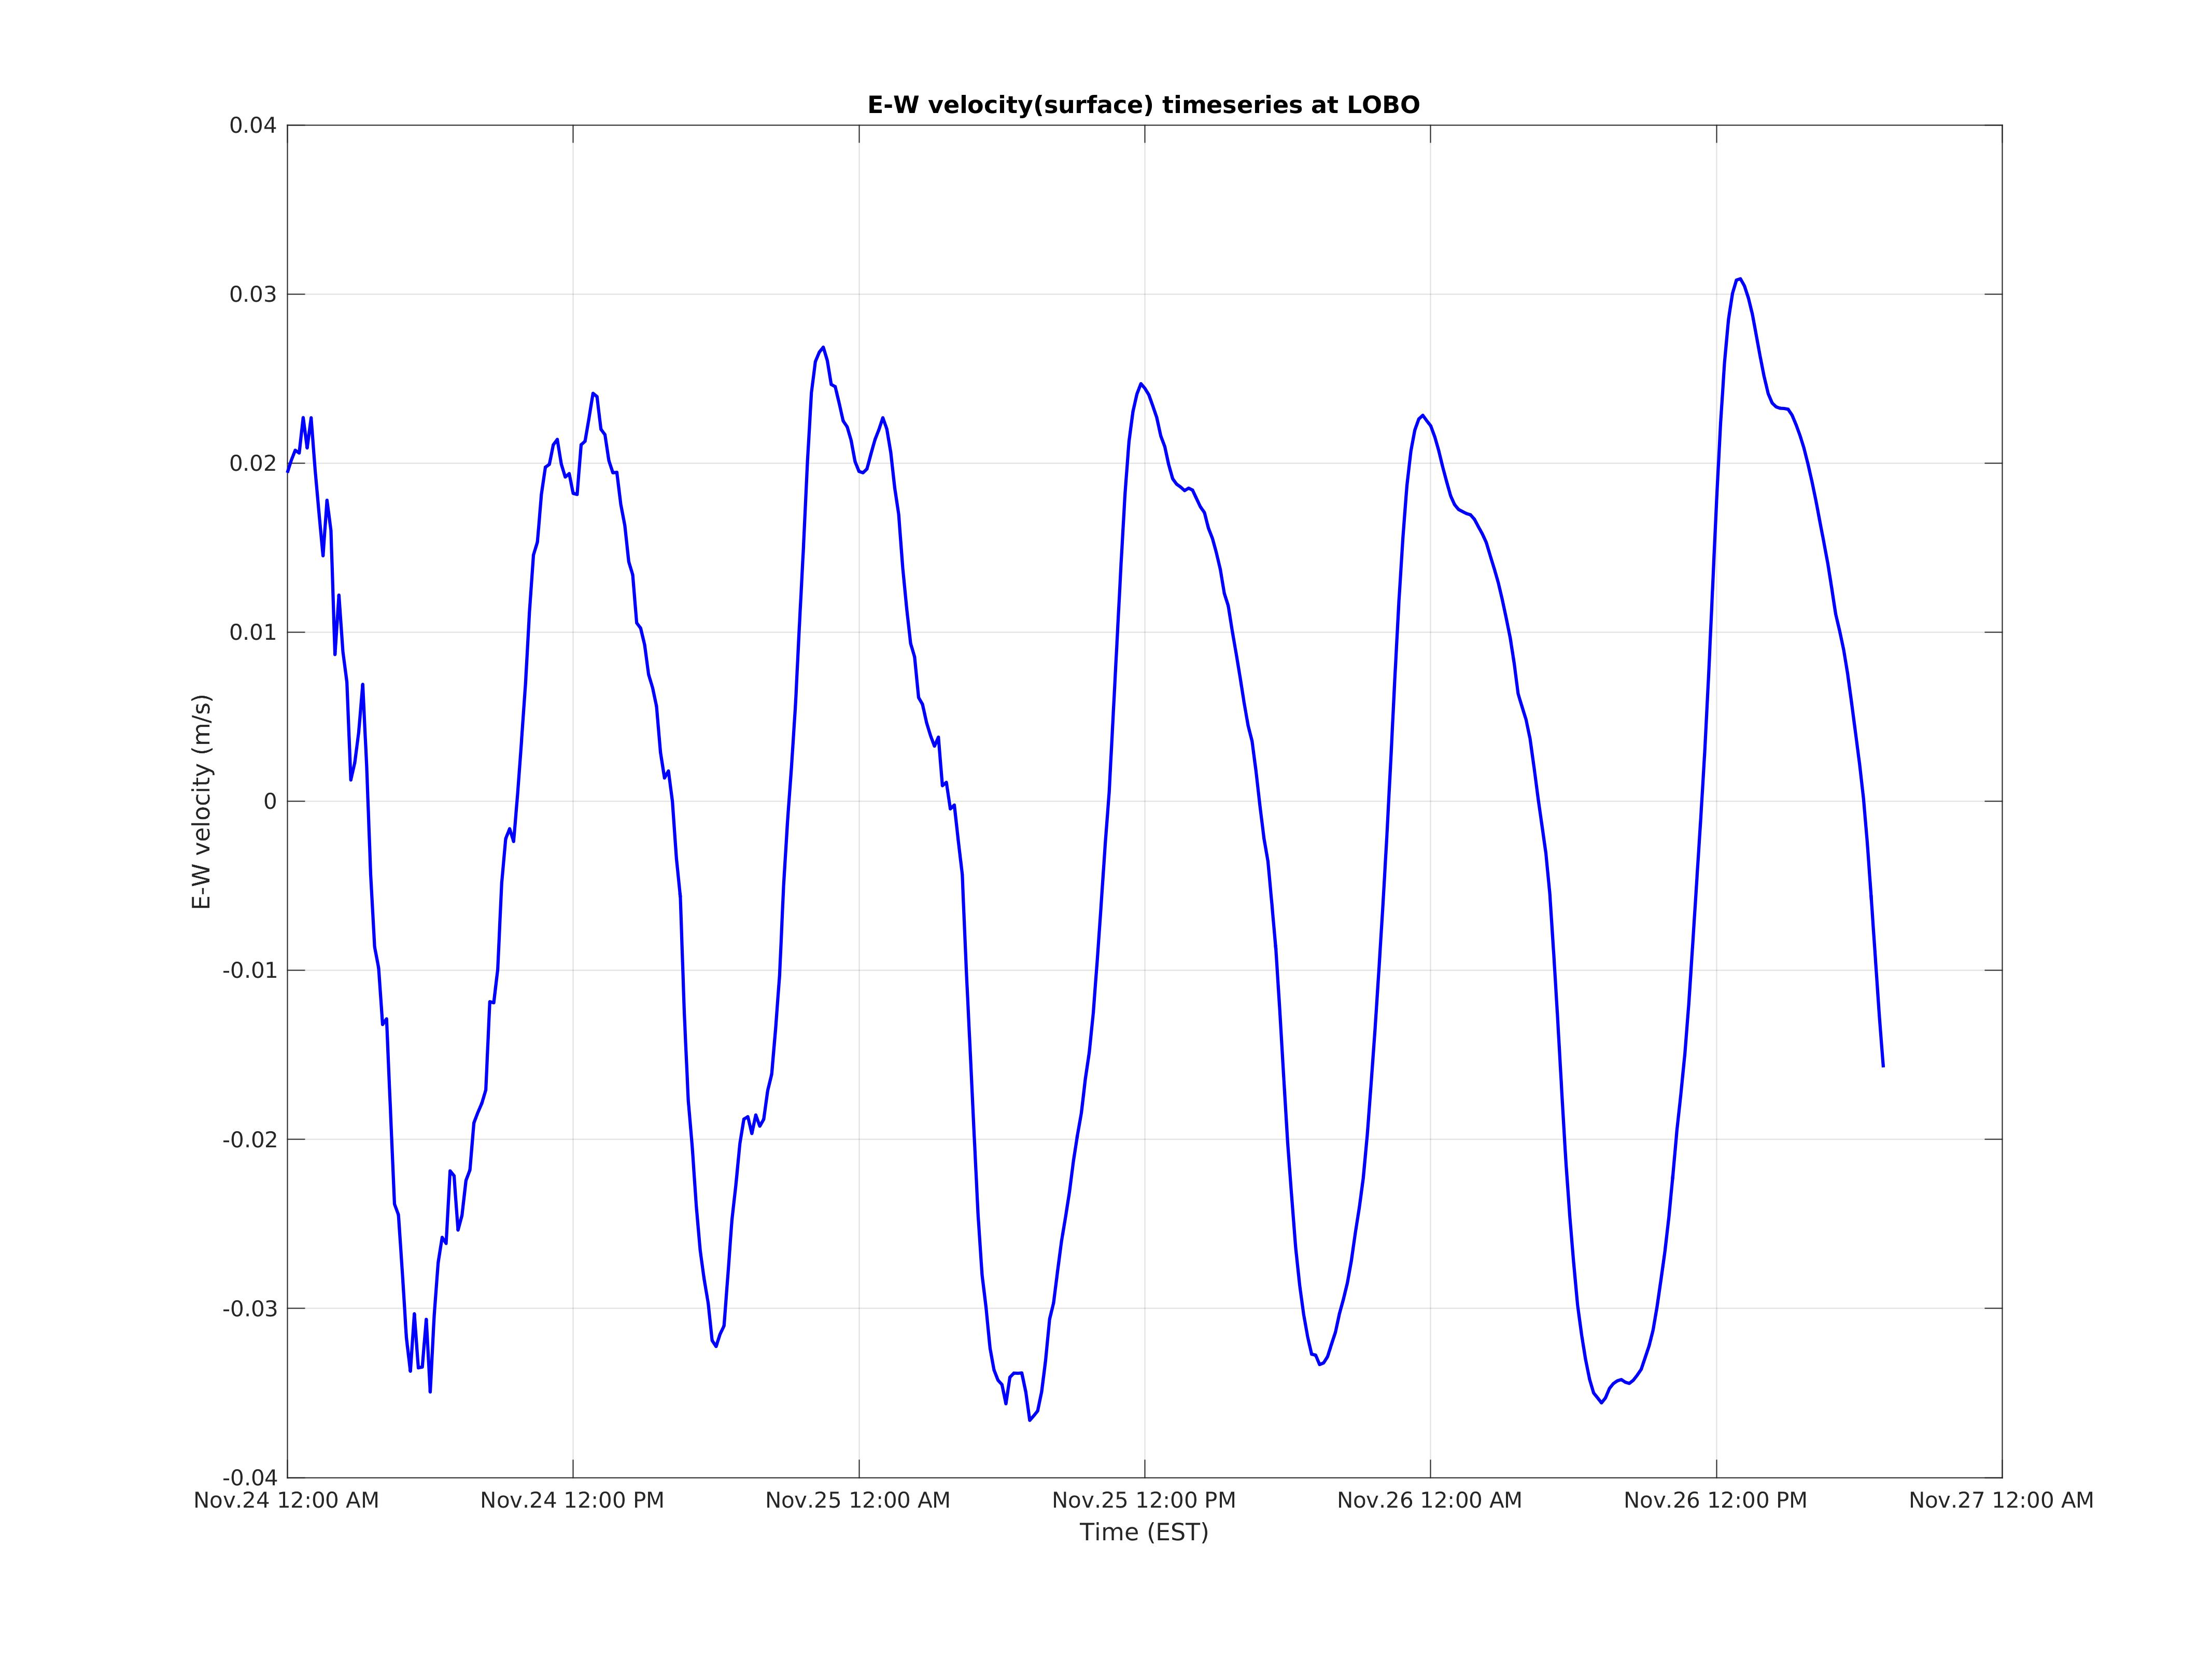 E-W velocity(surface) timeseries at LOBO
0.04
0.03
0.02
0.01
0
-0.01
-0.02
-0.03
-0.04
E-W velocity (m/s)
Nov.24 12:00 AM Nov.24 12:00 PM Nov.25 12:00 AM Nov.25 12:00 PM Nov.26 12:00 AM Nov.26 12:00 PM Nov.27 12:00 AM
Time (EST)